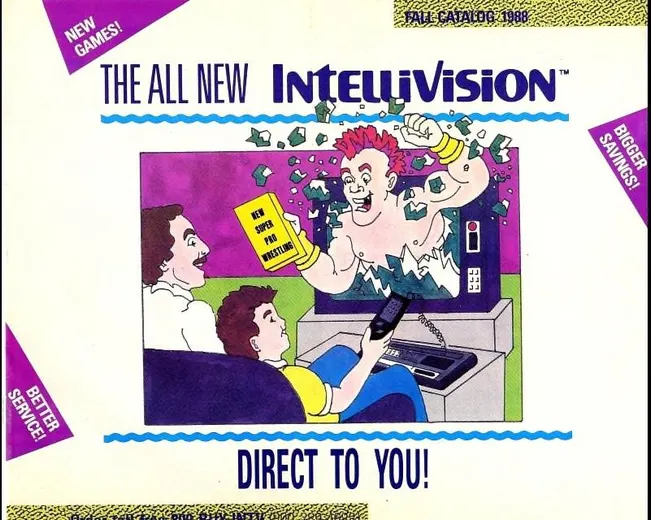 NEW
GAMES!
FALL CATALOG 1988
THE ALL NEW INTELLIVISION™
BIGGER
SAVINGS!
NEW
SUPER
PRO
WRESTLING
BETTER
SERVICE!
DIRECT TO YOU!